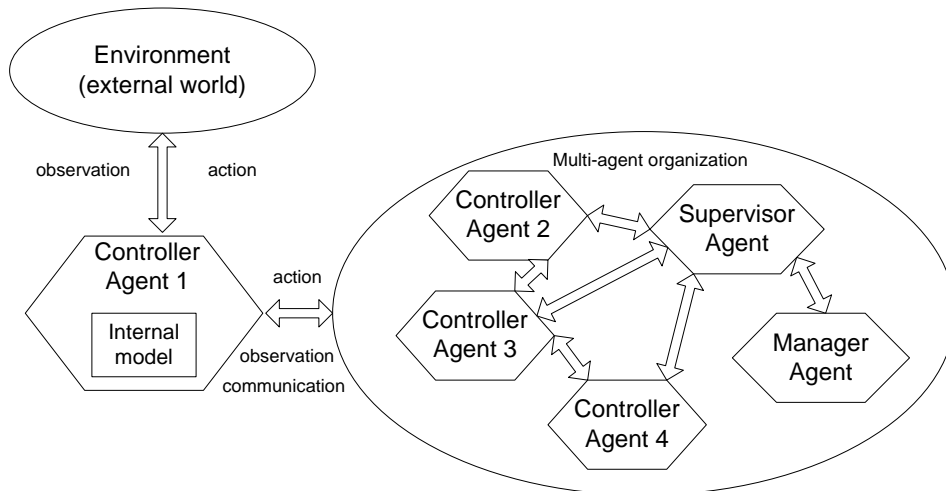 Environment
(external world)
observation
action
Controller
Agent 1
Internal
model
action
observation
communication
Multi-agent organization
Controller
Agent 2
Supervisor
Agent
Controller
Agent 3
Manager
Agent
Controller
Agent 4